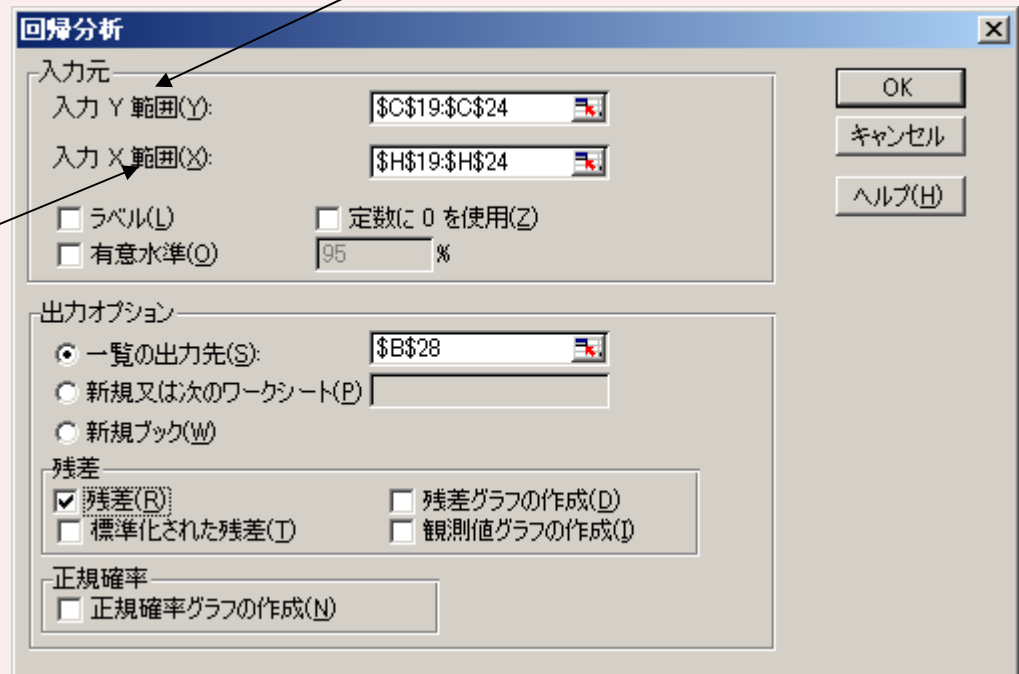 回帰分析
入力元
入力 Y 範囲(Y):
$C$19:$C$24
入力 X 範囲(X):
$H$19:$H$24
ラベル(L)
定数に 0 を使用(Z)
有意水準(O)
95
%
OK
キャンセル
ヘルプ(H)
出力オプション
一覧の出力先(S):
$B$28
新規又は次のワークシート(P)
新規ブック(W)
残差
残差(R)
残差グラフの作成(D)
標準化された残差(T)
観測値グラフの作成(I)
正規確率
正規確率グラフの作成(N)